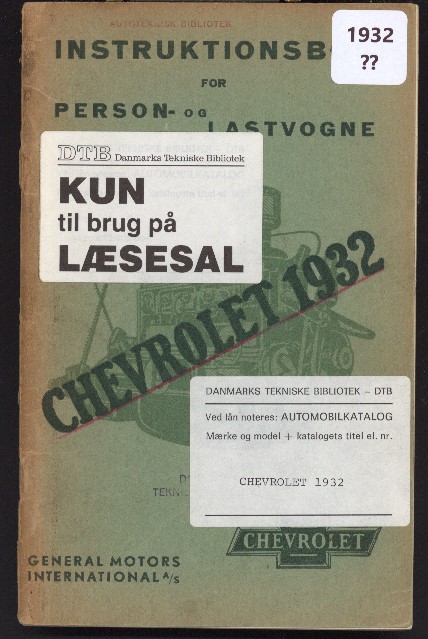 AUTOTEKNISK BIBLIOTEK
1932
??
INSTRUKTIONSB
FOR
PERSON- OG
LASTVOGNE
DTB Danmarks Tekniske Bibliotek
KUN
til brug på
LÆSESAL
CHEVROLET 1932
DANMARKS TEKNISKE BIBLIOTEK – DTB
Ved lån noteres: AUTOMOBILKATALOG
Mærke og model + katalogets titel el. nr.
CHEVROLET 1932
CHEVROLET
GENERAL MOTORS
INTERNATIONAL A/S